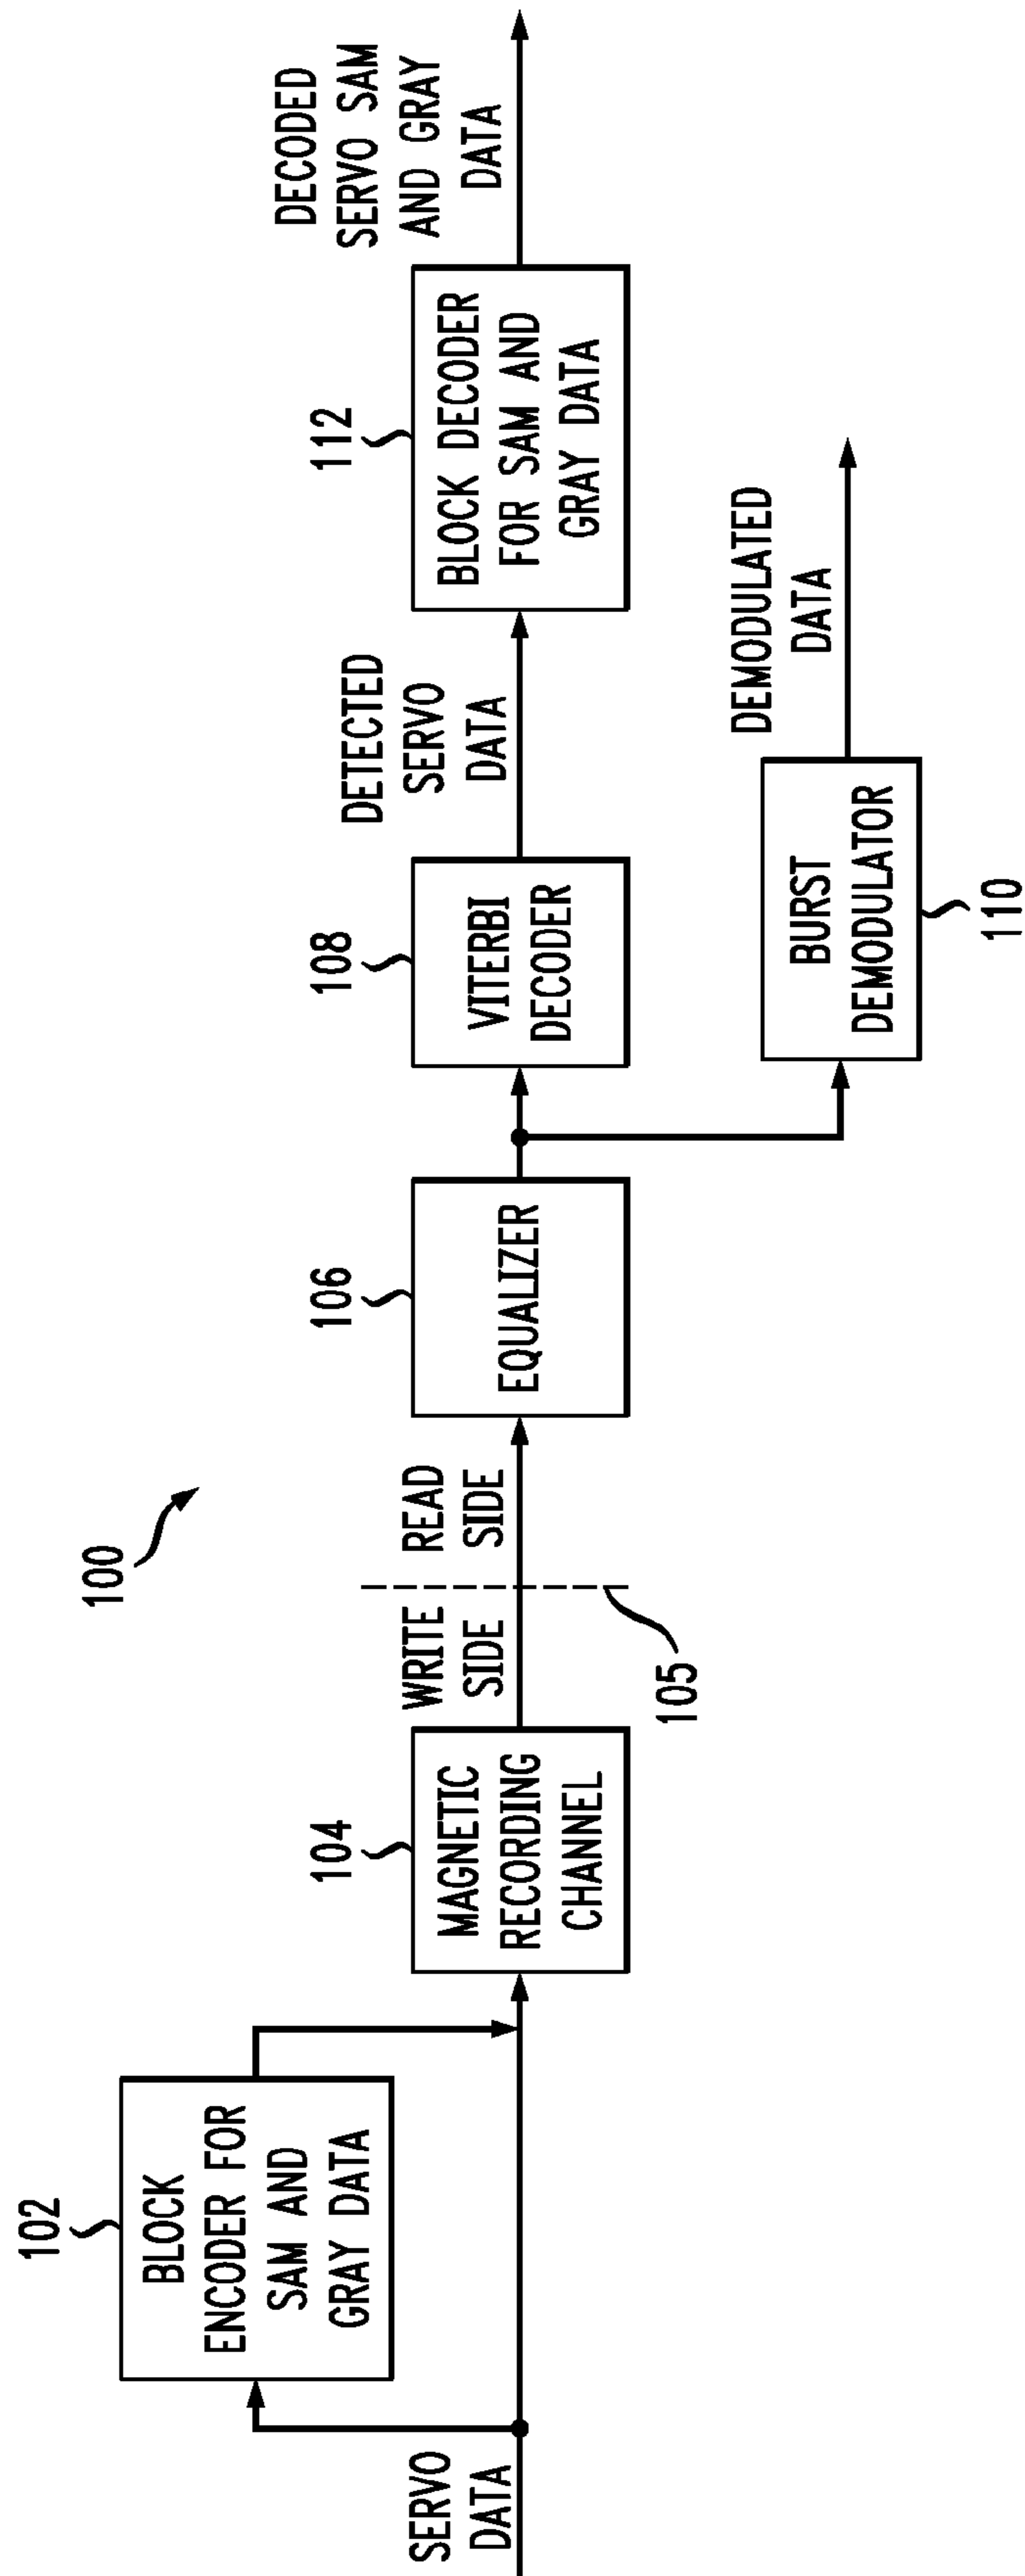 100
SERVO
DATA
102
BLOCK
ENCODER FOR
SAM AND
GRAY DATA
104
MAGNETIC
RECORDING
CHANNEL
WRITE
SIDE
READ
SIDE
105
106
EQUALIZER
108
VITERBI
DECODER
DETECTED
SERVO
DATA
112
BLOCK DECODER
FOR SAM AND
GRAY DATA
DECODED
SERVO SAM
AND GRAY
DATA
BURST
DEMODULATOR
110
DEMODULATED
DATA